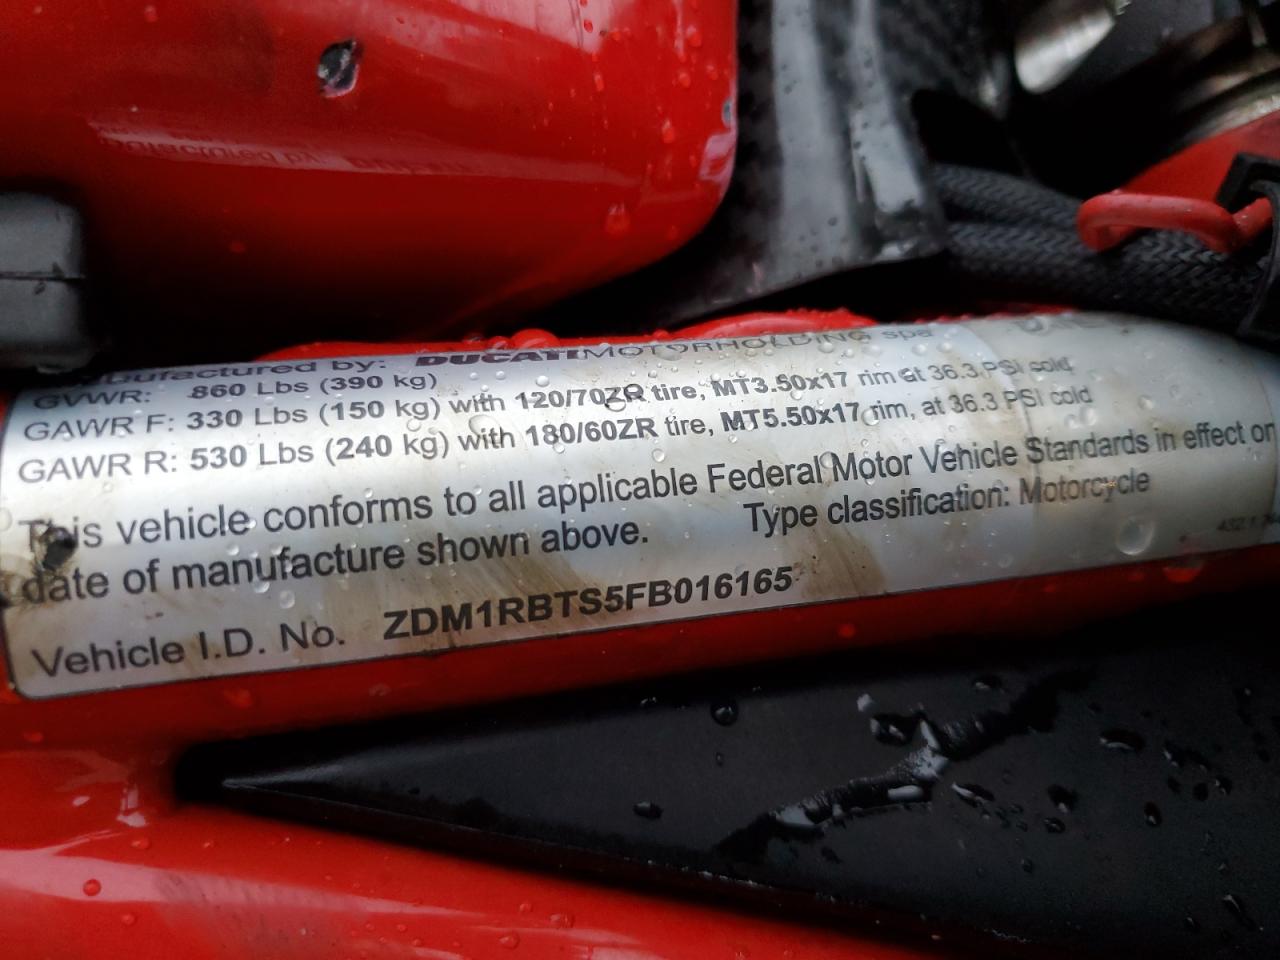 Manufactured by: DUCATIMOTORHOLDING spa
GVWR: 860 Lbs (390 kg)
GAWR F: 330 Lbs (150 kg) with 120/70ZR tire, MT3.50x17 rim at 36.3 PSI cold
GAWR R: 530 Lbs (240 kg) with 180/60ZR tire, MT5.50x17 rim, at 36.3 PSI cold
This vehicle conforms to all applicable Federal Motor Vehicle Standards in effect on
date of manufacture shown above. Type classification: Motorcycle
Vehicle I.D. No. ZDM1RBTS5FB016165